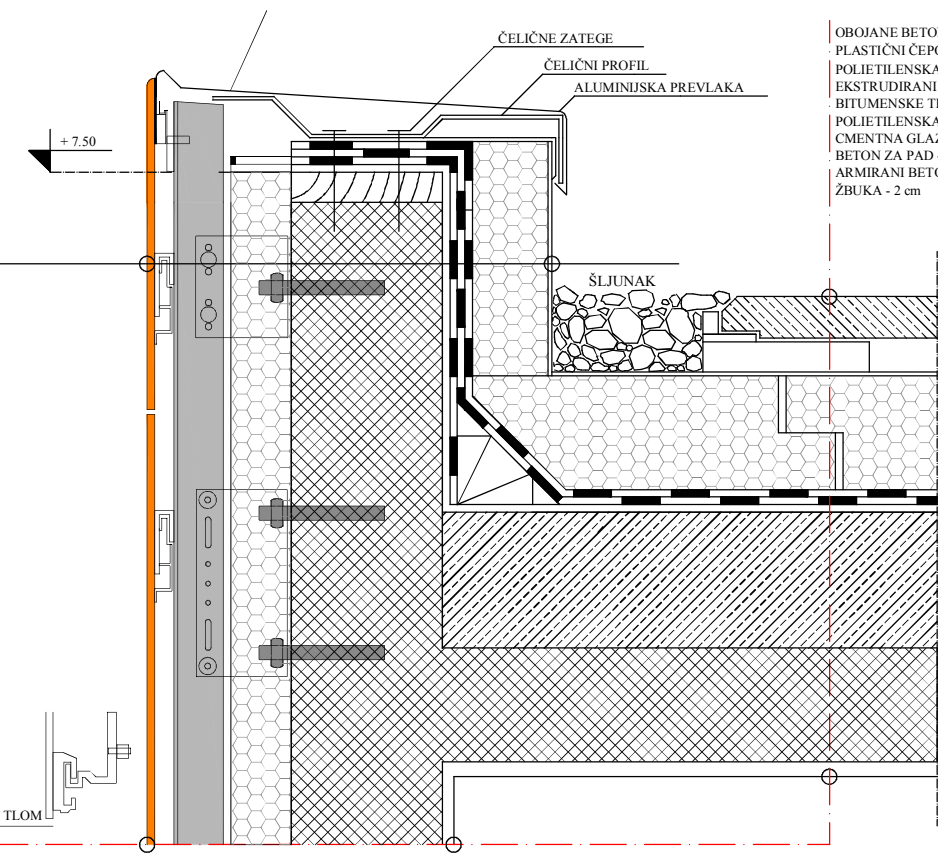 ČELIČNE ZATEGE
ČELIČNI PROFIL
ALUMINIJSKA PREVLAKA
+ 7.50
ŠLJUNAK
OBOJANE BETO
PLASTIČNI ČEPO
POLIETILENSKA
EKSTRUDIRANI
BITUMENSKE T
POLIETILENSKA
CMENTNA GLAZ
BETON ZA PAD
ARMIRANI BETO
ŽBUKA - 2 cm
TLOM